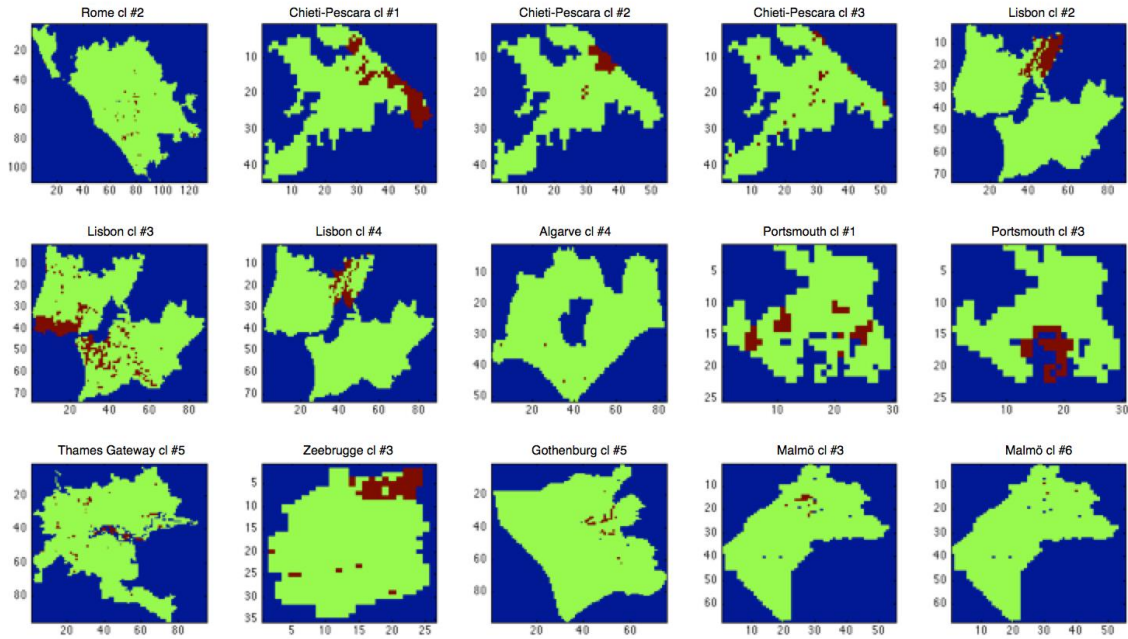 Rome cl #2
20
40
60
80
100
20 40 60 80 100 120
Chieti-Pescara cl #1
10
20
30
40
10 20 30 40 50
Chieti-Pescara cl #2
10
20
30
40
10 20 30 40 50
Chieti-Pescara cl #3
10
20
30
40
10 20 30 40 50
Lisbon cl #2
10
20
30
40
50
60
70
20 40 60 80
Lisbon cl #3
10
20
30
40
50
60
70
20 40 60 80
Lisbon cl #4
10
20
30
40
50
60
70
20 40 60 80
Algarve cl #4
10
20
30
40
50
20 40 60 80
Portsmouth cl #1
5
10
15
20
25
10 20 30
Portsmouth cl #3
5
10
15
20
25
10 20 30
Thames Gateway cl #5
20
40
60
80
20 40 60 80
Zeebrugge cl #3
5
10
15
20
25
30
35
5 10 15 20 25
Gothenburg cl #5
20
40
60
80
20 40 60
Malmö cl #3
10
20
30
40
50
60
10 20 30 40 50
Malmö cl #6
10
20
30
40
50
60
10 20 30 40 50